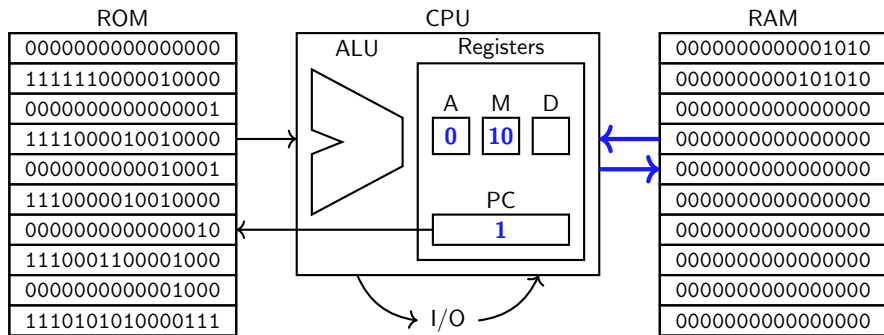 ROM
0000000000000000
1111110000010000
0000000000000001
1111000010010000
0000000000010001
1110000010010000
0000000000000010
1110001100001000
0000000000001000
1110101010000111
CPU
ALU
Registers
A M D
0 10
PC
1
I/O
RAM
0000000000001010
0000000000101010
0000000000000000
0000000000000000
0000000000000000
0000000000000000
0000000000000000
0000000000000000
0000000000000000
0000000000000000